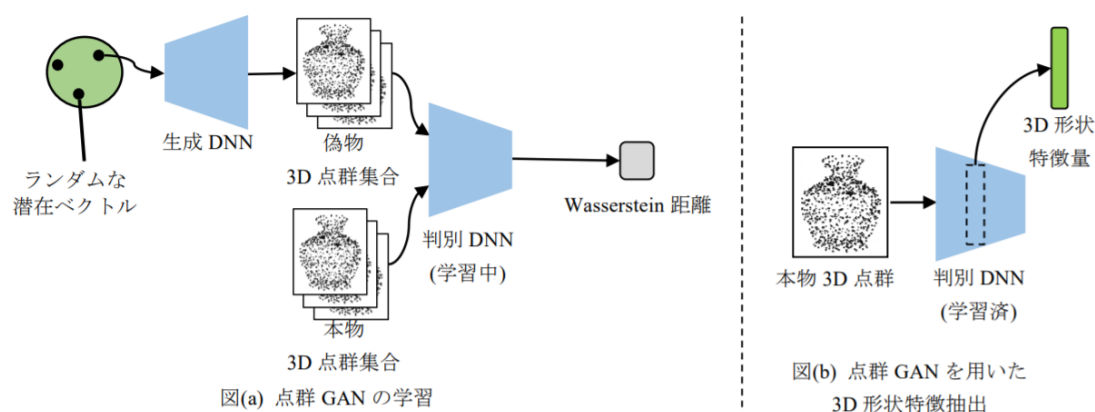 ランダムな
潜在ベクトル
生成 DNN
偽物
3D 点群集合
本物
3D 点群集合
判別 DNN
(学習中)
Wasserstein 距離
図(a) 点群 GAN の学習
本物 3D 点群
判別 DNN
(学習済)
3D 形状
特徴量
図(b) 点群 GAN を用いた
3D 形状特徴抽出